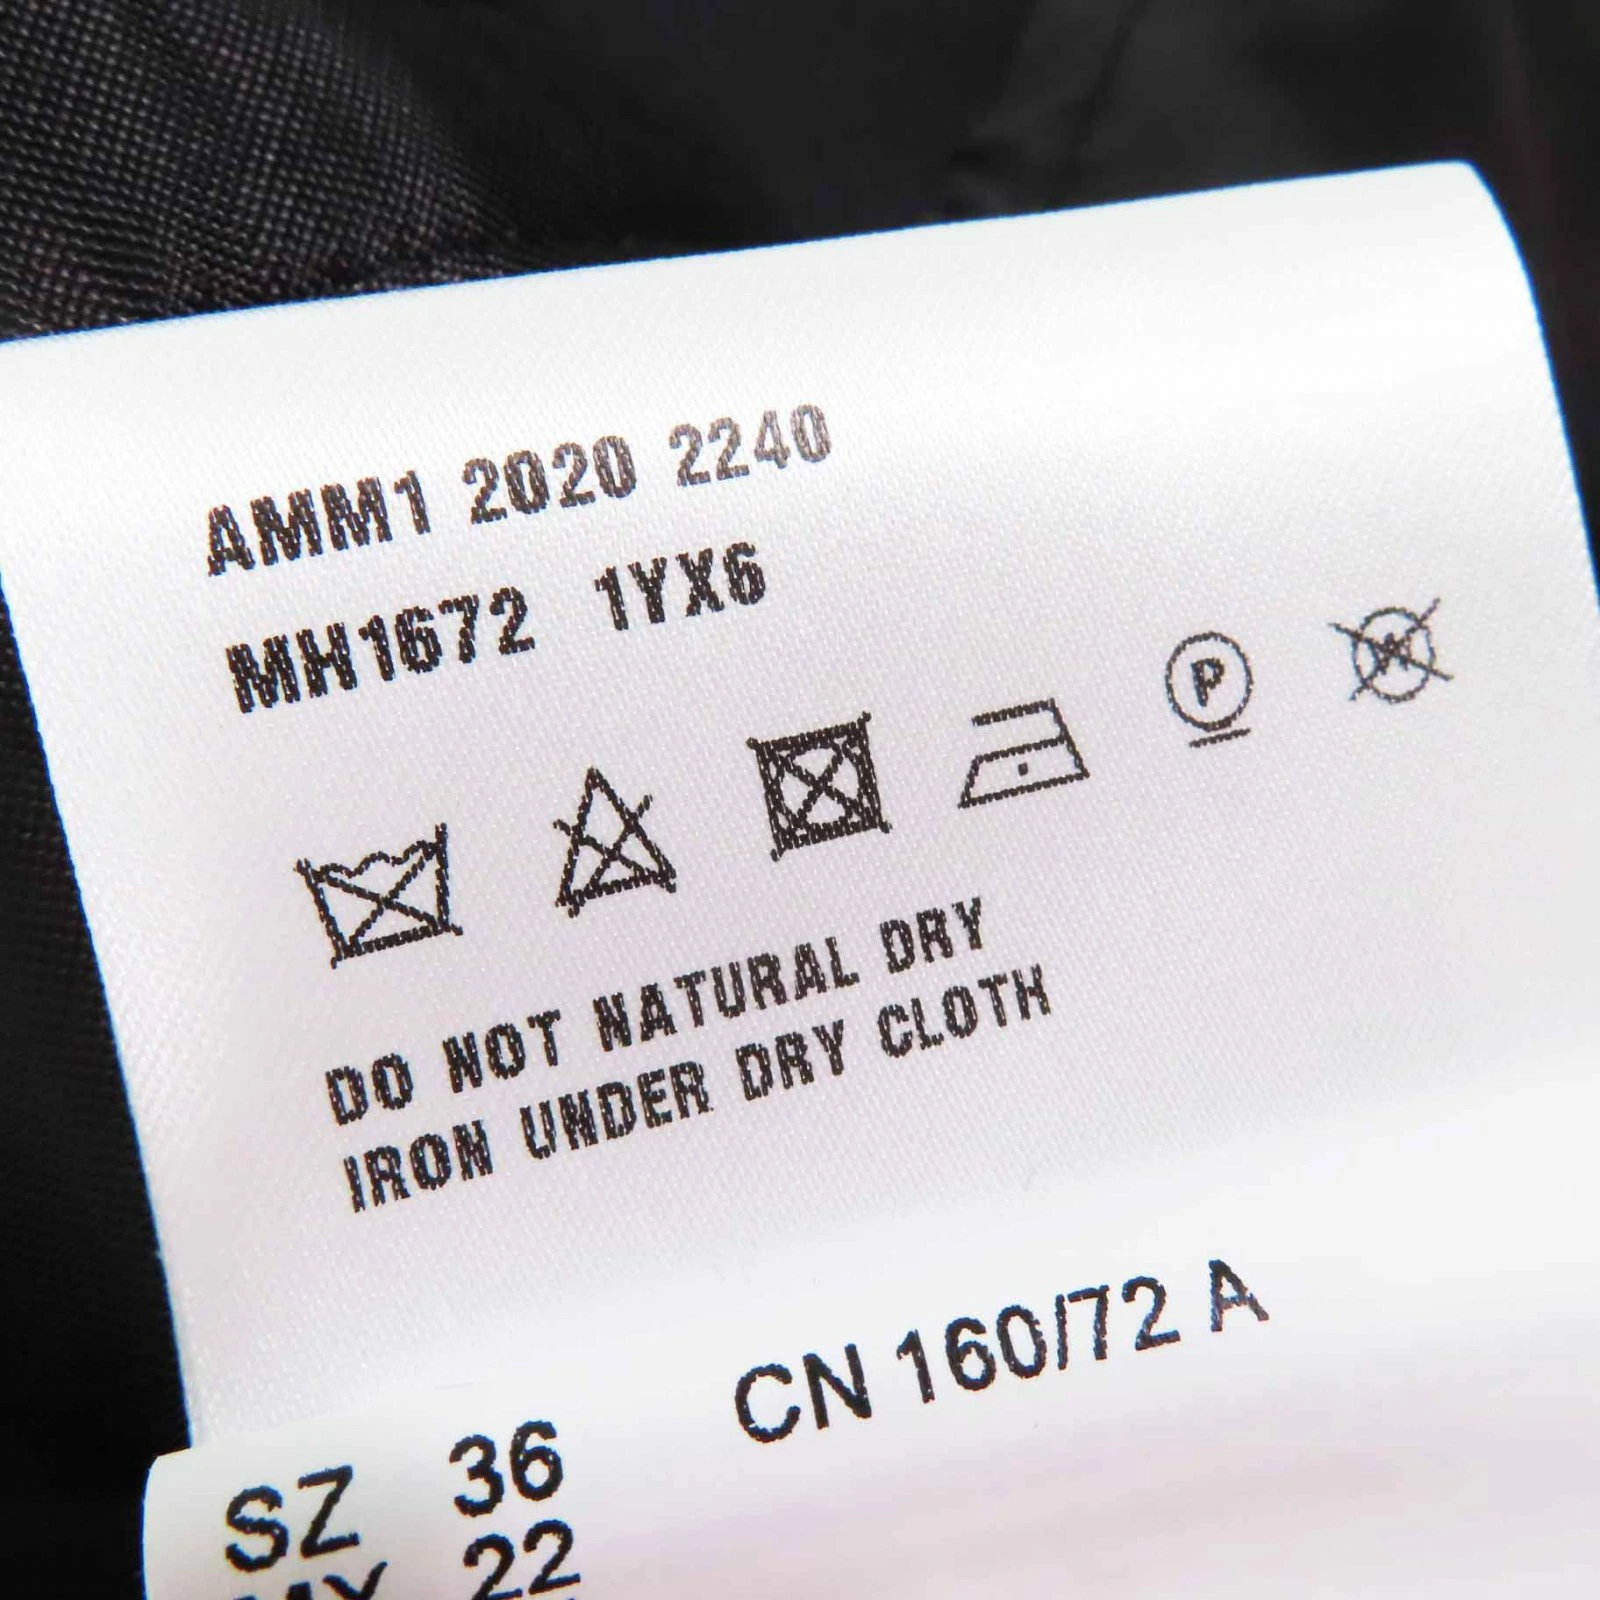 AMM1 2020 2240
MH1672 1YX6
P W
DO NOT NATURAL DRY
IRON UNDER DRY CLOTH
CN 160/72 A
SZ 36
22